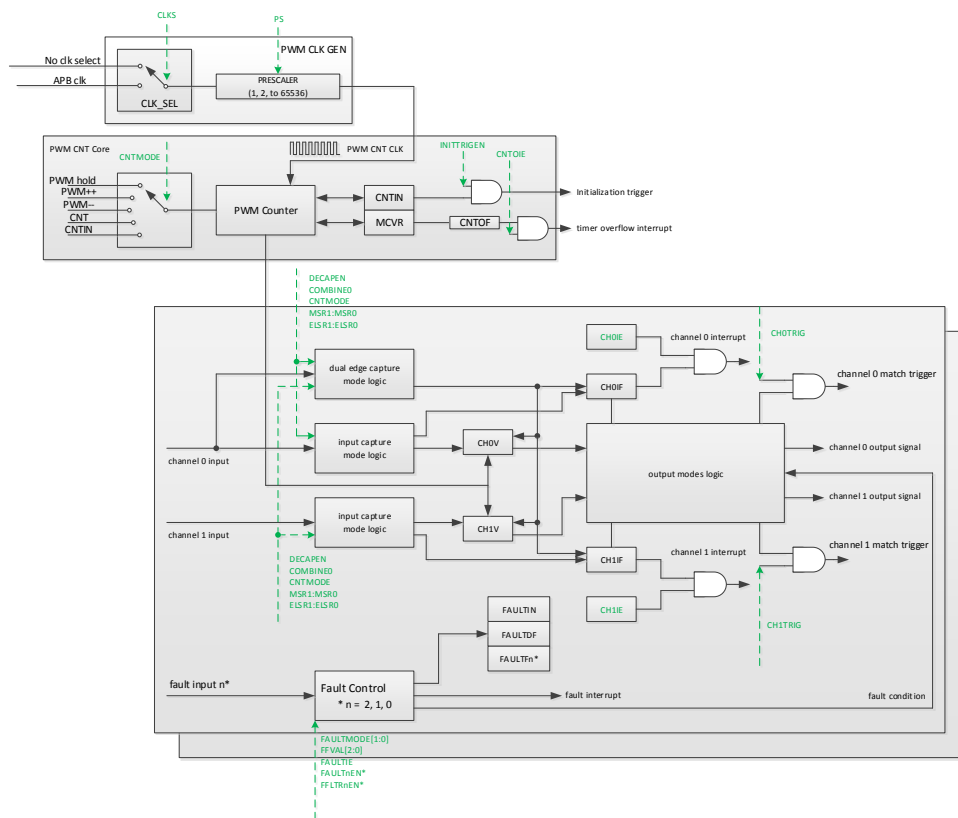 CLKS
PS
PWM CLK GEN
No clk select
APB clk
CLK_SEL
PRESCALER
(1, 2, to 65536)
PWM CNT Core
PWM CNT CLK
INITTRIGEN
CNTOIE
CNTMODE
PWM hold
PWM++
PWM--
CNT
CNTIN
PWM Counter
CNTIN
MCVR
CNTOF
Initialization trigger
timer overflow interrupt
DECAPEN
COMBINE0
CNTMODE
MSR1:MSR0
ELSR1:ELSR0
CH0IE
channel 0 interrupt
CH0TRIG
dual edge capture
mode logic
CH0IF
channel 0 match trigger
input capture
mode logic
CH0V
channel 0 input
output modes logic
channel 0 output signal
channel 1 output signal
input capture
mode logic
CH1V
channel 1 input
CH1IF
channel 1 interrupt
channel 1 match trigger
DECAPEN
COMBINE0
CNTMODE
MSR1:MSR0
ELSR1:ELSR0
CH1IE
CH1TRIG
FAULTIN
FAULTDF
FAULTFn*
fault input n*
Fault Control
* n = 2, 1, 0
fault interrupt
fault condition
FAULTMODE[1:0]
FFVAL[2:0]
FAULTIE
FAULTnEN*
FFLTRnEN*